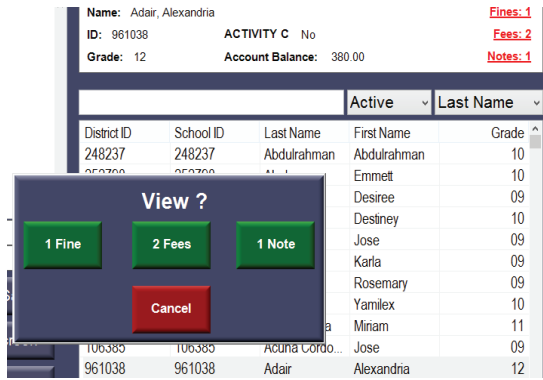 Name: Adair, Alexandria Fines: 1
ID: 961038 ACTIVITY C No Fees: 2
Grade: 12 Account Balance: 380.00 Notes: 1
Active Last Name
District ID School ID Last Name First Name Grade
248237 248237 Abdulrahman Abdulrahman 10
Emmett 10
View ?
Desiree 09
Destiney 10
1 Fine 2 Fees 1 Note
Jose 09
Karla 09
Rosemary 09
Cancel
Yamilex 10
Miriam 11
106385 106385 Acuna Cordo... Jose 09
961038 961038 Adair Alexandria 12